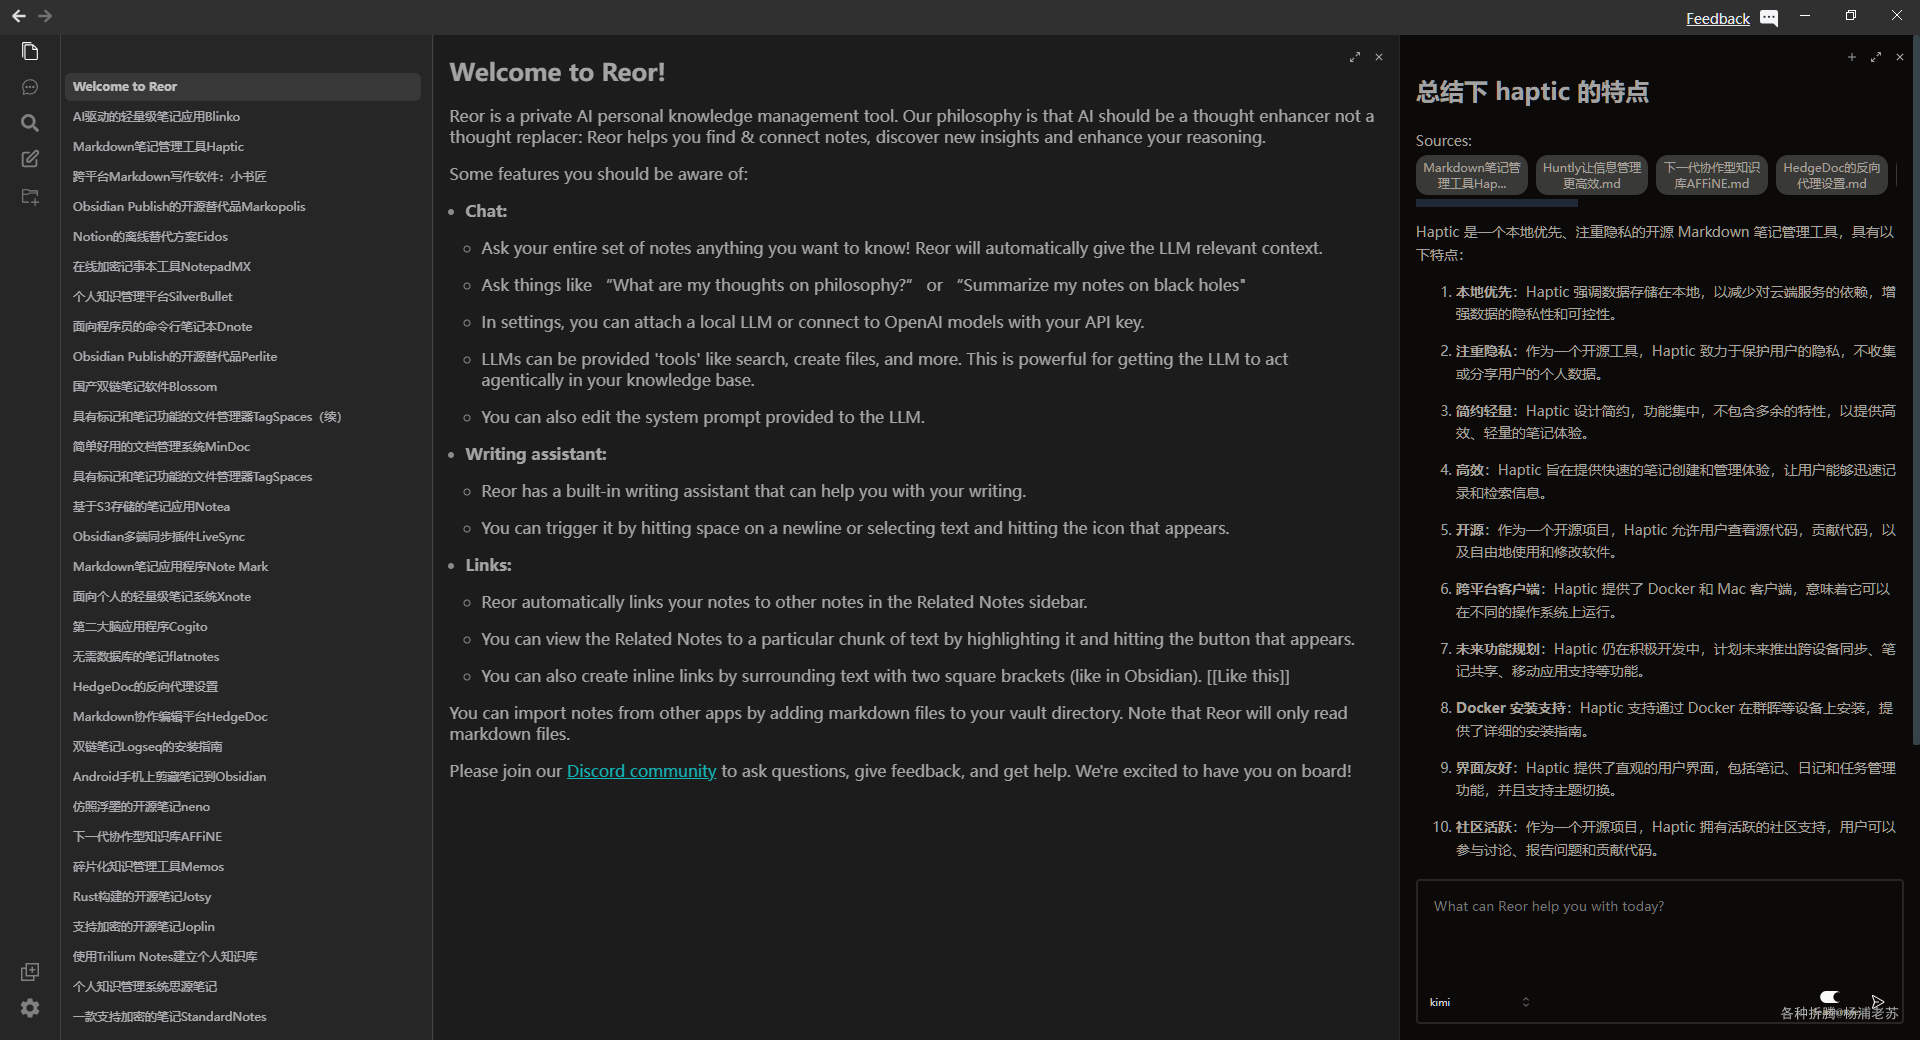 Feedback
Welcome to Reor
AI驱动的轻量级笔记应用Blinko
Markdown笔记管理工具Haptic
跨平台Markdown写作软件：小书匠
Obsidian Publish的开源替代品Markopolis
Notion的离线替代方案Eidos
在线加密记事本工具NotepadMX
个人知识管理平台SilverBullet
面向程序员的命令行笔记本Dnote
Obsidian Publish的开源替代品Perlite
国产双链笔记软件Blossom
具有标记和笔记功能的文件管理器TagSpaces（续）
简单好用的文档管理系统MinDoc
具有标记和笔记功能的文件管理器TagSpaces
基于S3存储的笔记应用Notea
Obsidian多端同步插件LiveSync
Markdown笔记应用程序Note Mark
面向个人的轻量级笔记系统Xnote
第二大脑应用程序Cogito
无需数据库的笔记flatnotes
HedgeDoc的反向代理设置
Markdown协作编辑平台HedgeDoc
双链笔记Logseq的安装指南
Android手机上剪藏笔记到Obsidian
仿照浮墨的开源笔记neno
下一代协作型知识库AFFiNE
碎片化知识管理工具Memos
Rust构建的开源笔记Jotsy
支持加密的开源笔记Joplin
使用Trilium Notes建立个人知识库
个人知识管理系统思源笔记
一款支持加密的笔记StandardNotes
Welcome to Reor!
Reor is a private AI personal knowledge management tool. Our philosophy is that AI should be a thought enhancer not a
thought replacer: Reor helps you find & connect notes, discover new insights and enhance your reasoning.
Some features you should be aware of:
• Chat:
◦ Ask your entire set of notes anything you want to know! Reor will automatically give the LLM relevant context.
◦ Ask things like “What are my thoughts on philosophy?” or “Summarize my notes on black holes"
◦ In settings, you can attach a local LLM or connect to OpenAI models with your API key.
◦ LLMs can be provided 'tools' like search, create files, and more. This is powerful for getting the LLM to act
agentically in your knowledge base.
◦ You can also edit the system prompt provided to the LLM.
• Writing assistant:
◦ Reor has a built-in writing assistant that can help you with your writing.
◦ You can trigger it by hitting space on a newline or selecting text and hitting the icon that appears.
• Links:
◦ Reor automatically links your notes to other notes in the Related Notes sidebar.
◦ You can view the Related Notes to a particular chunk of text by highlighting it and hitting the button that appears.
◦ You can also create inline links by surrounding text with two square brackets (like in Obsidian). [[Like this]]
You can import notes from other apps by adding markdown files to your vault directory. Note that Reor will only read
markdown files.
Please join our Discord community to ask questions, give feedback, and get help. We're excited to have you on board!
总结下 haptic 的特点
Sources:
Markdown笔记管
理工具Hap...
Huntly让信息管理
更高效.md
下一代协作型知识
库AFFiNE.md
HedgeDoc的反向
代理设置.md
Haptic 是一个本地优先、注重隐私的开源 Markdown 笔记管理工具，具有以
下特点：
1. 本地优先：Haptic 强调数据存储在本地，以减少对云端服务的依赖，增
强数据的隐私性和可控性。
2. 注重隐私：作为一个开源工具，Haptic 致力于保护用户的隐私，不收集
或分享用户的个人数据。
3. 简约轻量：Haptic 设计简约，功能集中，不包含多余的特性，以提供高
效、轻量的笔记体验。
4. 高效：Haptic 旨在提供快速的笔记创建和管理体验，让用户能够迅速记
录和检索信息。
5. 开源：作为一个开源项目，Haptic 允许用户查看源代码，贡献代码，以
及自由地使用和修改软件。
6. 跨平台客户端：Haptic 提供了 Docker 和 Mac 客户端，意味着它可以
在不同的操作系统上运行。
7. 未来功能规划：Haptic 仍在积极开发中，计划未来推出跨设备同步、笔
记共享、移动应用支持等功能。
8. Docker 安装支持：Haptic 支持通过 Docker 在群晖等设备上安装，提
供了详细的安装指南。
9. 界面友好：Haptic 提供了直观的用户界面，包括笔记、日记和任务管理
功能，并且支持主题切换。
10. 社区活跃：作为一个开源项目，Haptic 拥有活跃的社区支持，用户可以
参与讨论、报告问题和贡献代码。
What can Reor help you with today?
kimi
各种折腾@杨浦老苏